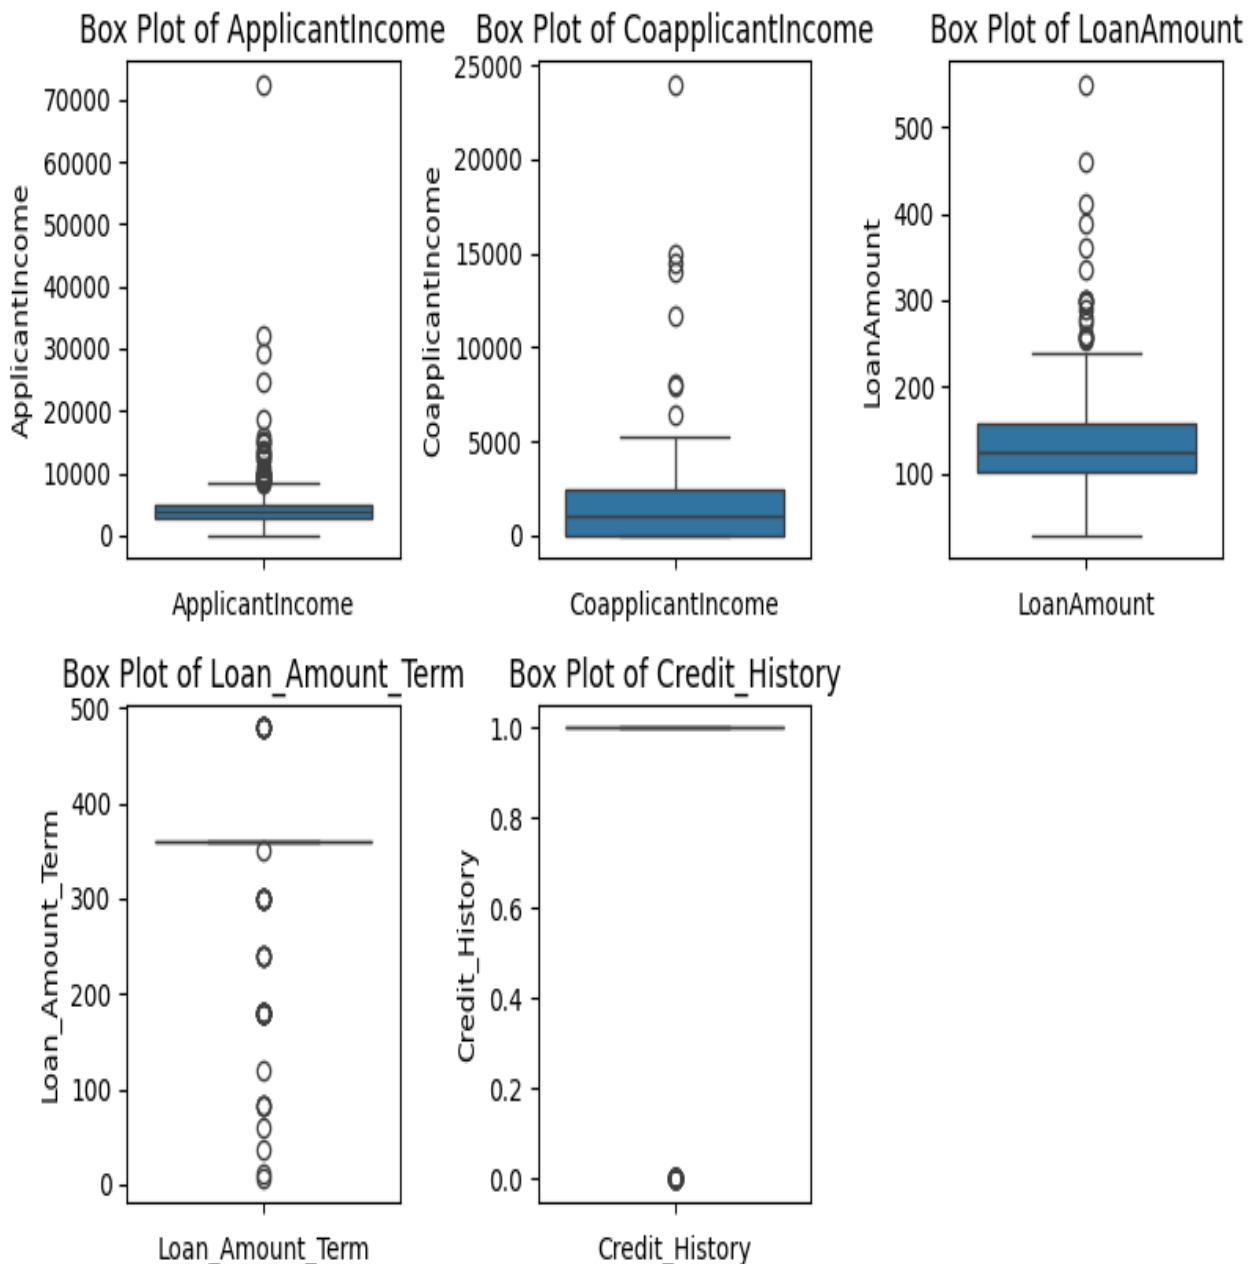 Box Plot of ApplicantIncome
70000
60000
50000
40000
30000
20000
10000
0
ApplicantIncome
ApplicantIncome
Box Plot of CoapplicantIncome
25000
20000
15000
10000
5000
0
CoapplicantIncome
CoapplicantIncome
Box Plot of LoanAmount
500
400
300
200
100
LoanAmount
LoanAmount
Box Plot of Loan_Amount_Term
500
400
300
200
100
0
Loan_Amount_Term
Loan_Amount_Term
Box Plot of Credit_History
1.0
0.8
0.6
0.4
0.2
0.0
Credit_History
Credit_History